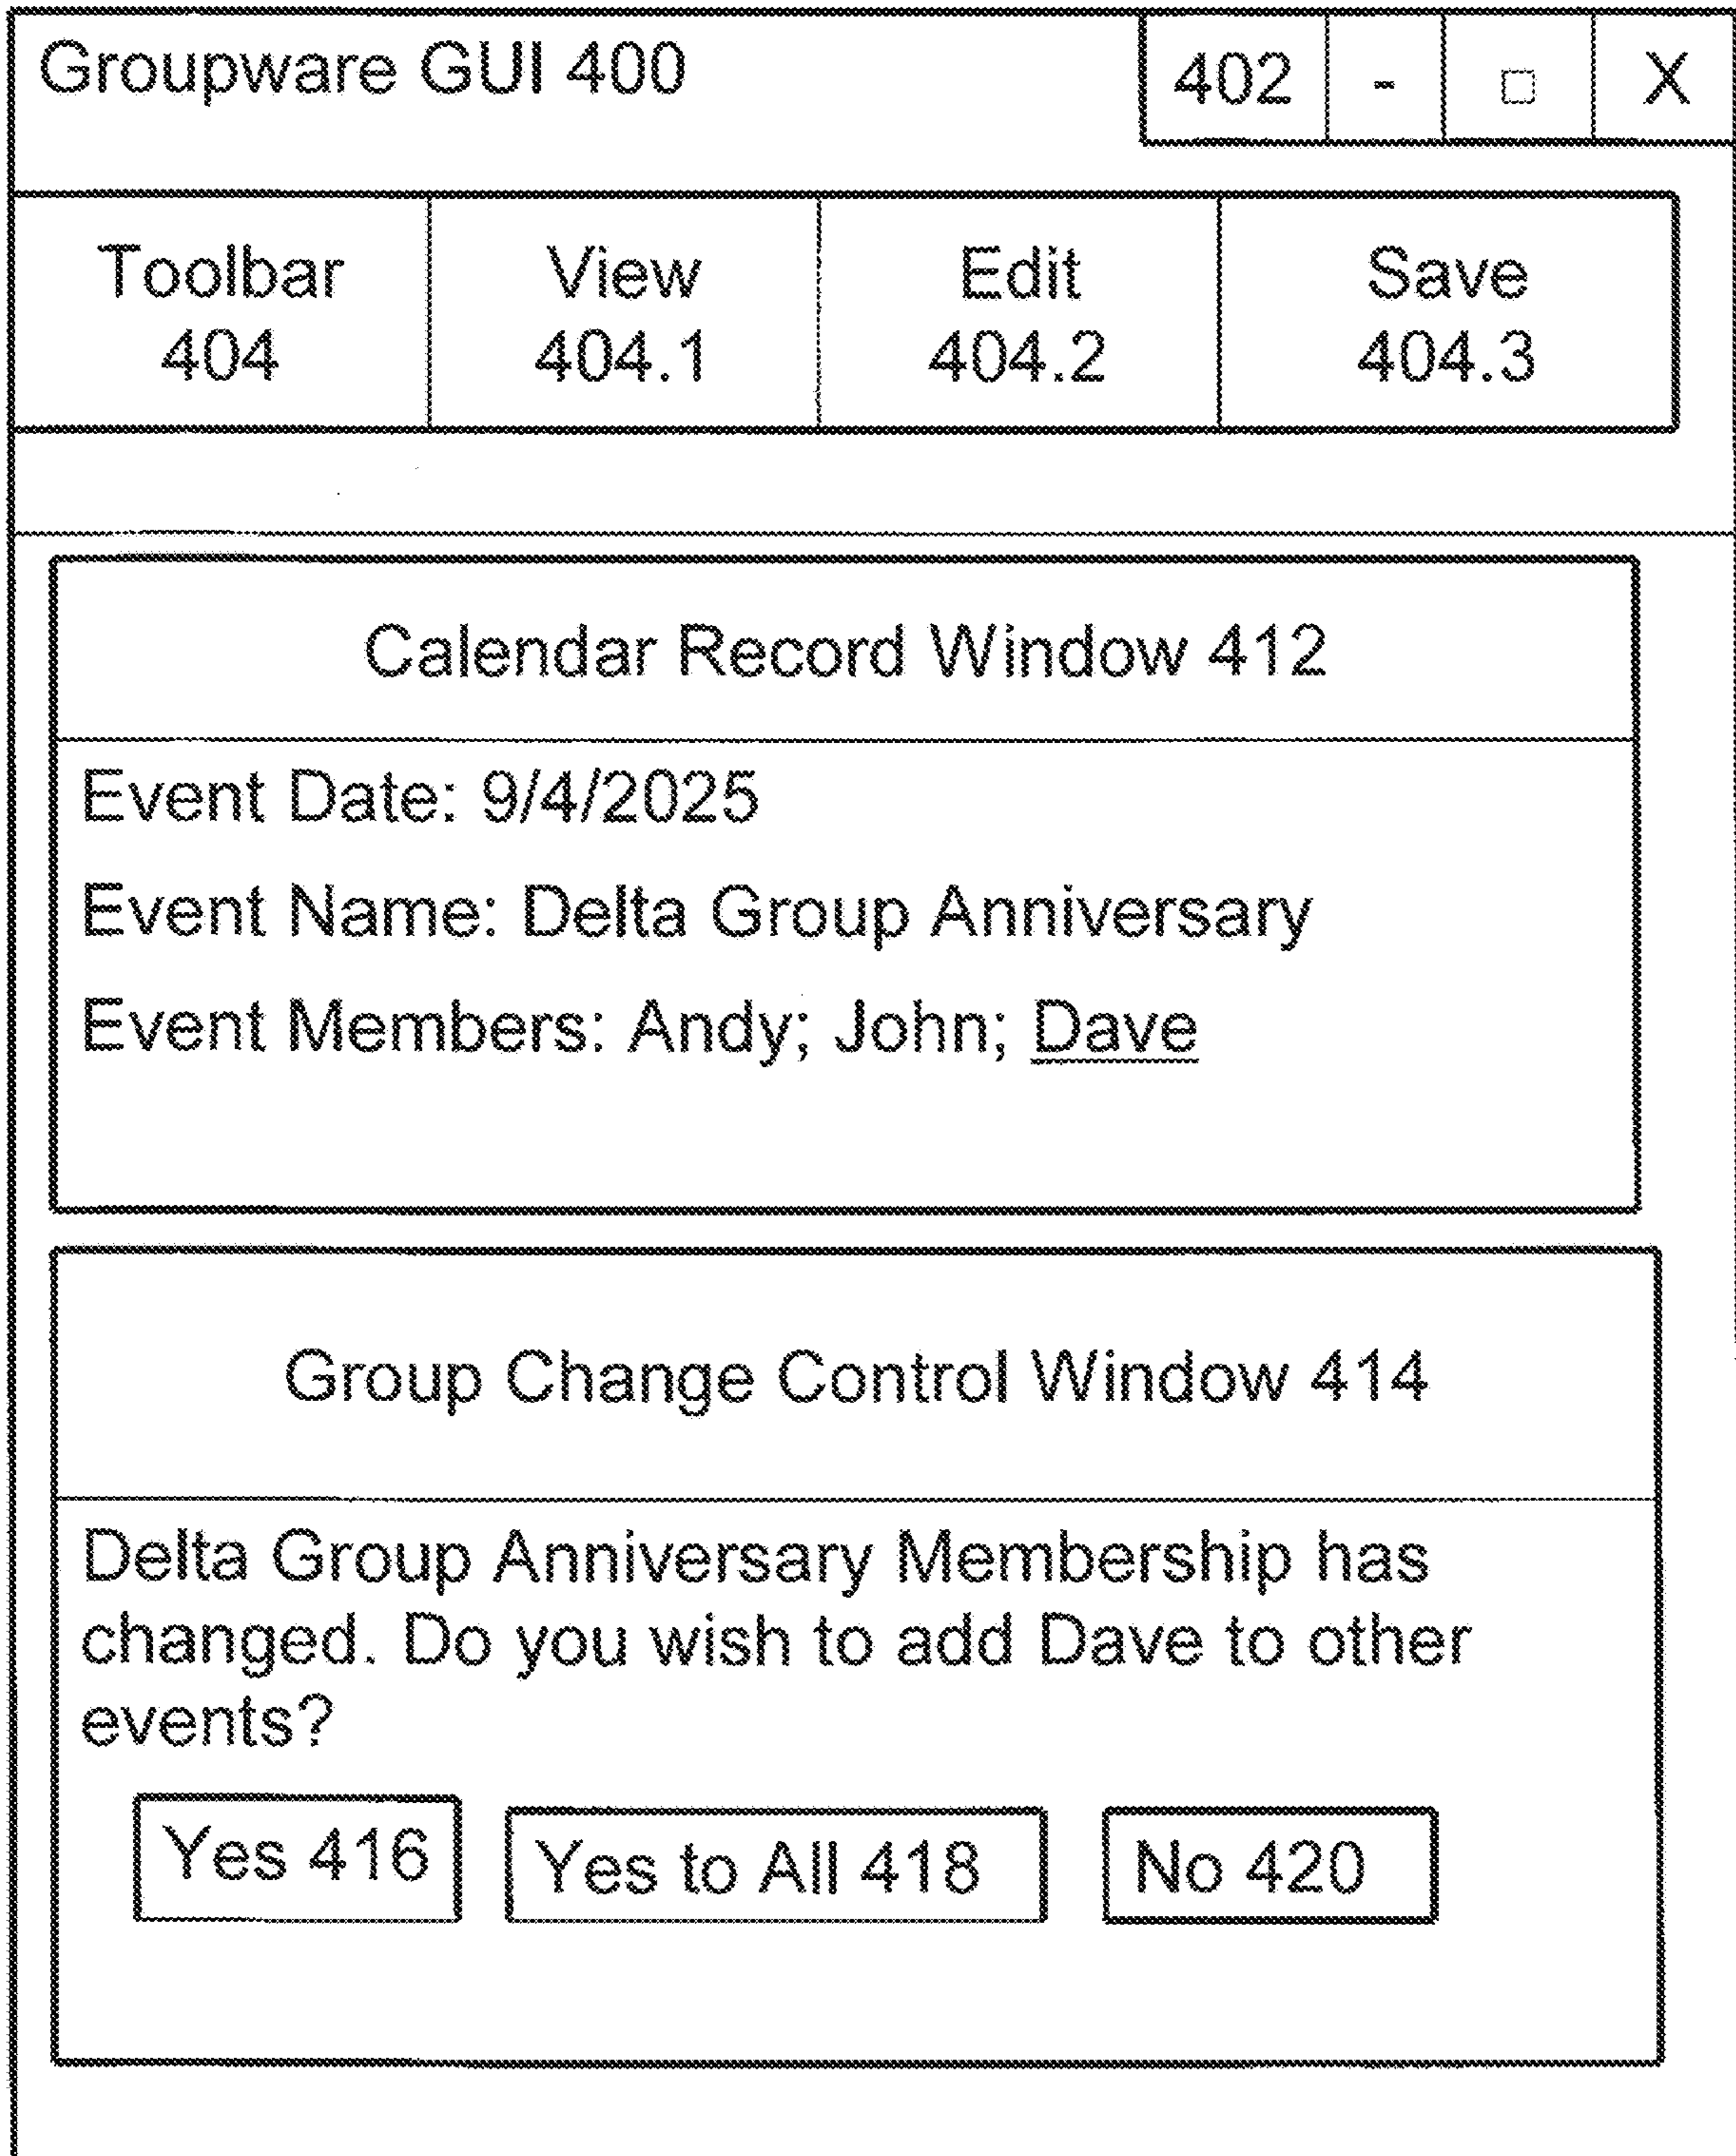 Groupware GUI 400
402 - □ X
Toolbar View Edit Save
404 404.1 404.2 404.3
Calendar Record Window 412
Event Date: 9/4/2025
Event Name: Delta Group Anniversary
Event Members: Andy; John; Dave
Group Change Control Window 414
Delta Group Anniversary Membership has
changed. Do you wish to add Dave to other
events?
Yes 416 Yes to All 418 No 420